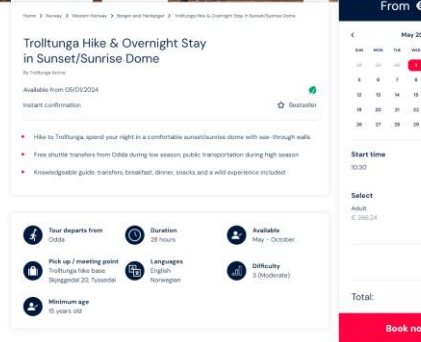 Home > Norway > Western Norway > Bergen and Hardanger > Trolltunga Hike & Overnight Stay in Sunset/Sunrise Dome
Trolltunga Hike & Overnight Stay
in Sunset/Sunrise Dome
By Trolltunga Active
Available from 05/01/2024
Instant confirmation
Bestseller
Hike to Trolltunga, spend your night in a comfortable sunset/sunrise dome with see-through walls
Free shuttle transfers from Odda during low season, public transportation during high season
Knowledgeable guide, transfers, breakfast, dinner, snacks and a wild experience included
Tour departs from
Odda
Duration
28 hours
Available
May - October
Pick up / meeting point
Trolltunga hike base,
Skjeggedal 20, Tyssedal
Languages
English
Norwegian
Difficulty
3 (Moderate)
Minimum age
15 years old
From €
< May 20
SUN MON TUE WED
1
5 6 7 8
12 13 14 15
19 20 21 22
26 27 28 29
Start time
10:30
Select
Adult,
Total:
Book no